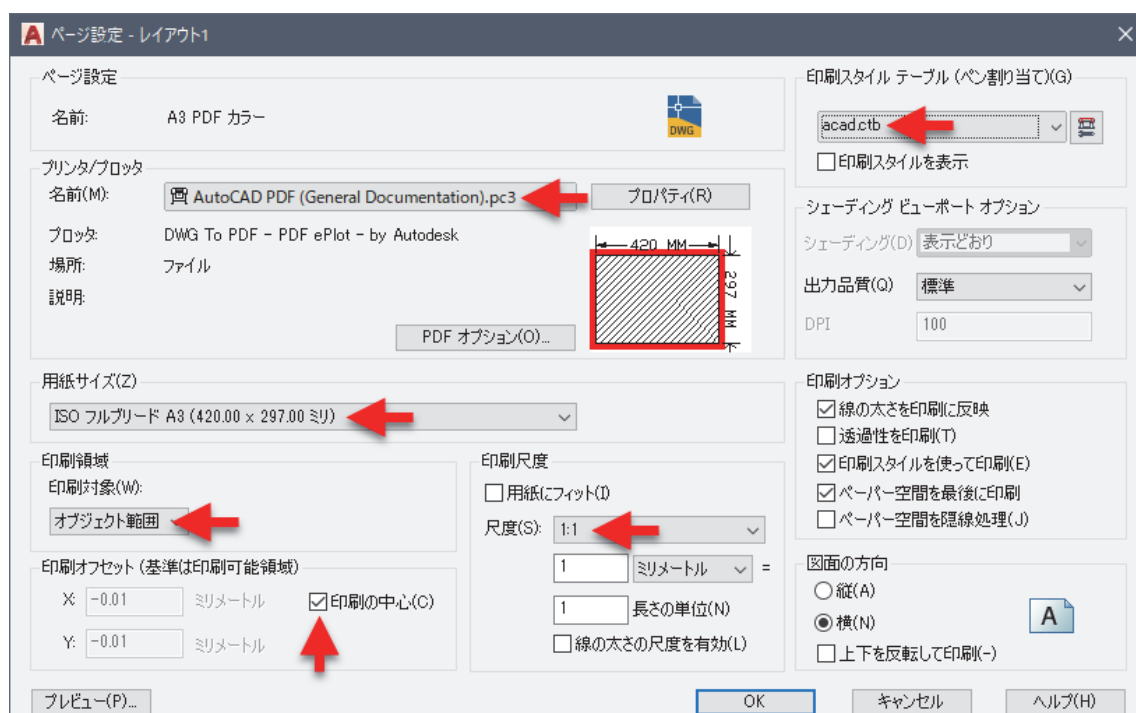 ページ設定 - レイアウト1
ページ設定
名前: A3 PDF カラー
DWG
プリンタ/プロッタ
名前(M): AutoCAD PDF (General Documentation).pc3 プロパティ(R)
プロッタ: DWG To PDF - PDF ePlot - by Autodesk
場所: ファイル
説明:
420 MM
297 MM
PDF オプション(O)...
用紙サイズ(Z)
ISO フルブリード A3 (420.00 x 297.00 ミリ)
印刷領域
印刷対象(W):
オブジェクト範囲
印刷オフセット (基準は印刷可能領域)
X: -0.01 ミリメートル 印刷の中心(C)
Y: -0.01 ミリメートル
印刷尺度
用紙にフィット(I)
尺度(S): 1:1
1 ミリメートル =
1 長さの単位(N)
線の太さの尺度を有効(L)
印刷スタイル テーブル (ペン割り当て)(G)
acad.ctb
印刷スタイルを表示
シェーディング ビューポート オプション
シェーディング(D) 表示どおり
出力品質(Q) 標準
DPI 100
印刷オプション
線の太さを印刷に反映
透過性を印刷(T)
印刷スタイルを使って印刷(E)
ペーパー空間を最後に印刷
ペーパー空間を隠線処理(J)
図面の方向
縦(A)
横(N)
上下を反転して印刷(-)
A
プレビュー(P)... OK キャンセル ヘルプ(H)